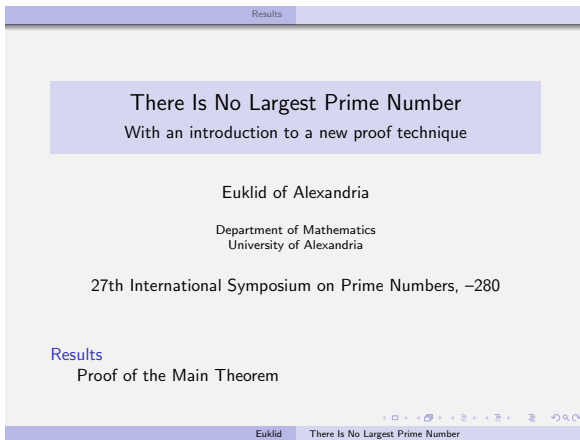 Results
There Is No Largest Prime Number
With an introduction to a new proof technique
Euklid of Alexandria
Department of Mathematics
University of Alexandria
27th International Symposium on Prime Numbers, –280
Results
Proof of the Main Theorem
Euklid There Is No Largest Prime Number